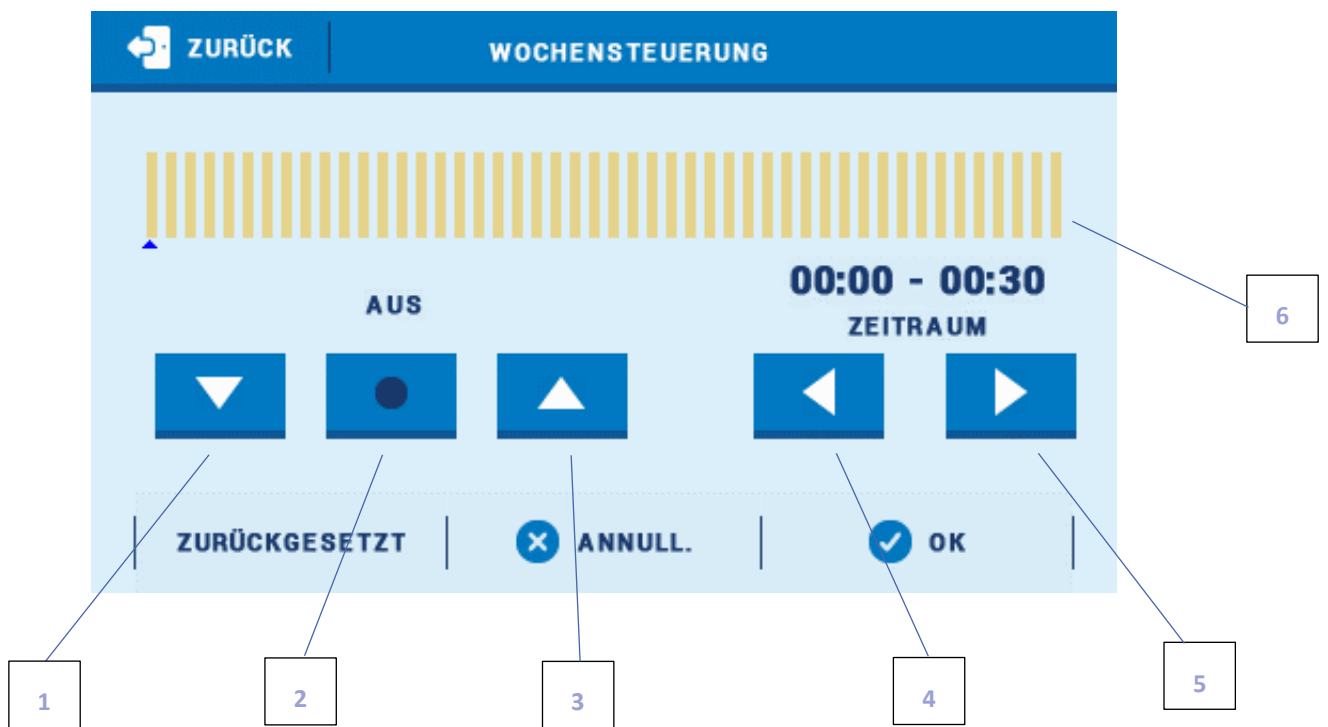 ZURÜCK
WOCHENSTEUERUNG
00:00 - 00:30
AUS
ZEITRAUM
6
ZURÜCKGESETZT
ANNULL.
OK
1
2
3
4
5